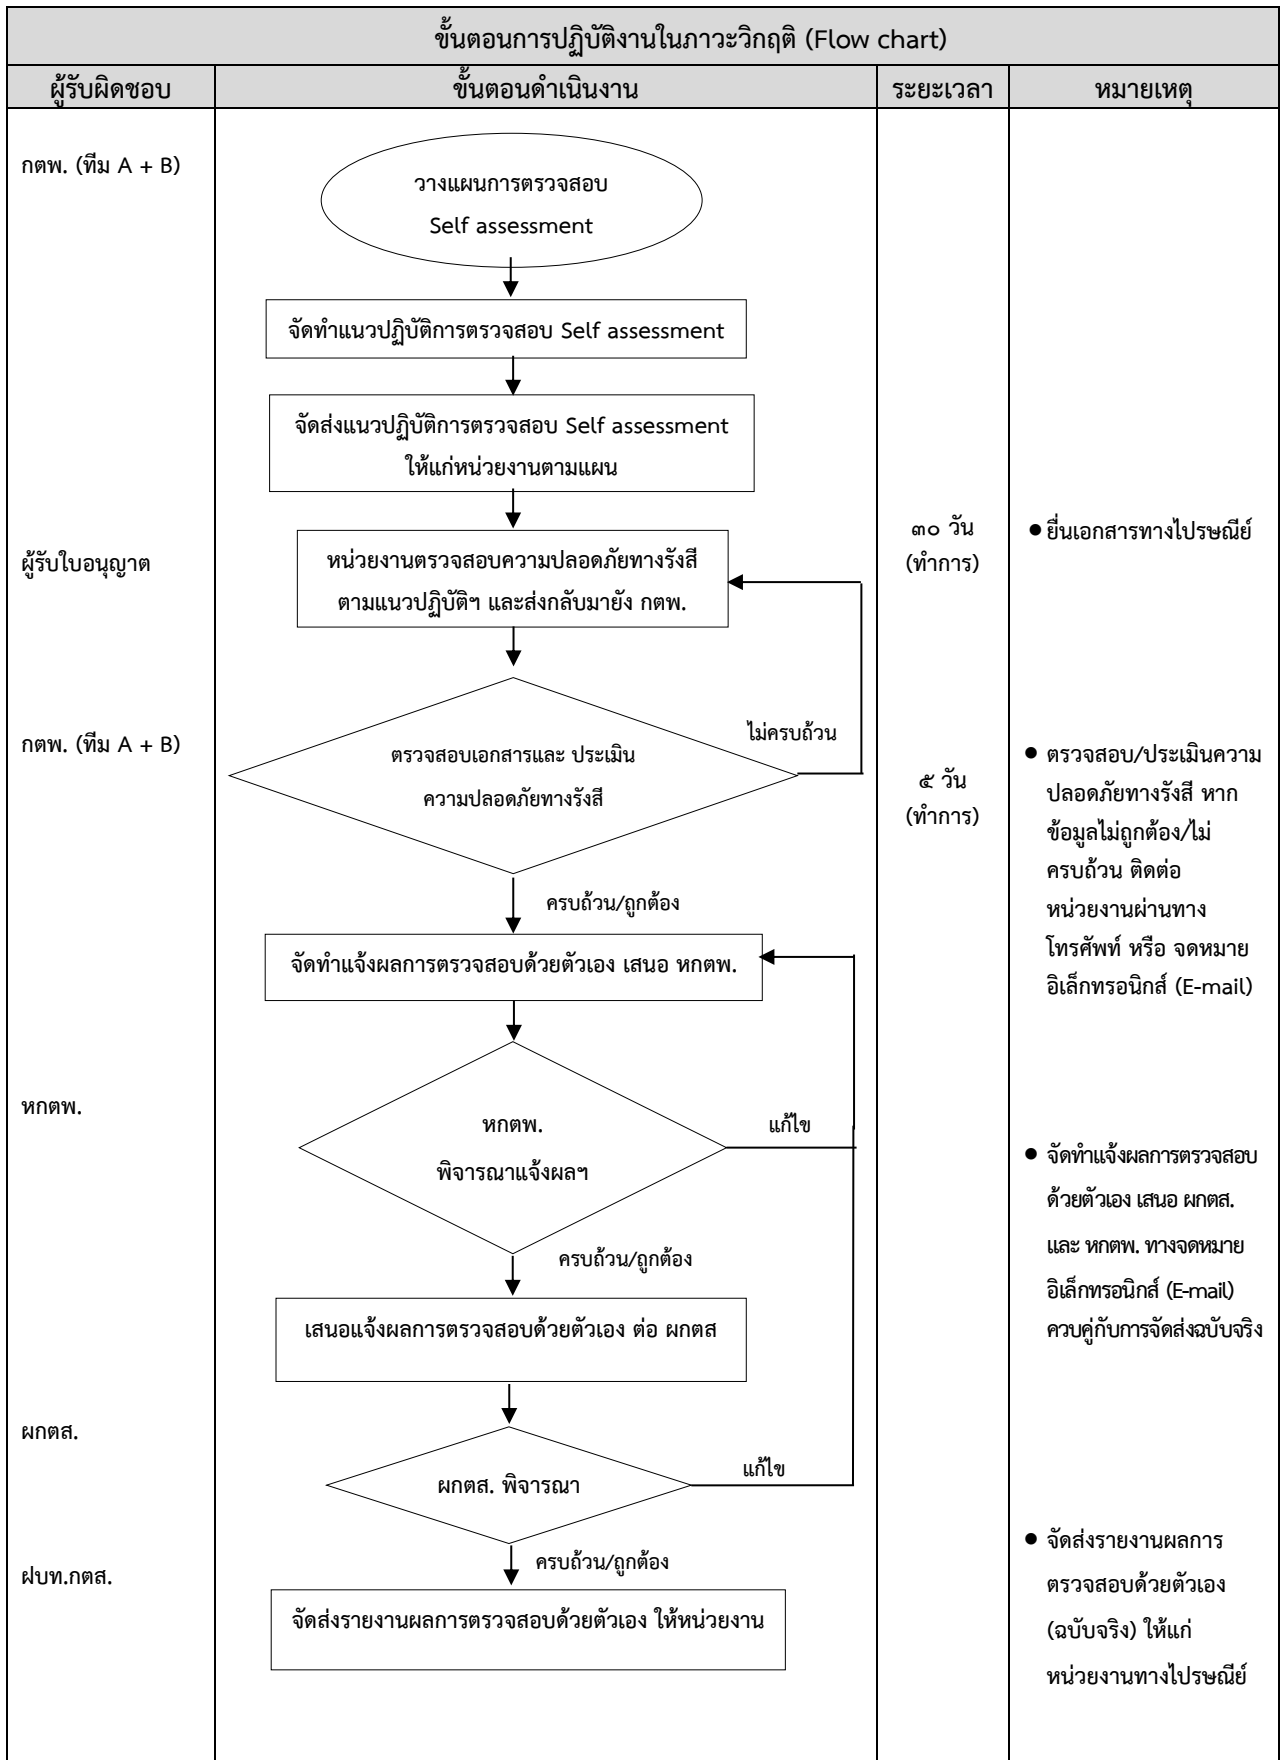 ขั้นตอนการปฏิบัติงานในภาวะวิกฤติ (Flow chart)
ผู้รับผิดชอบ
ขั้นตอนดำเนินงาน
ระยะเวลา
หมายเหตุ
กตพ. (ทีม A + B)
วางแผนการตรวจสอบ
Self assessment
จัดทำแนวปฏิบัติการตรวจสอบ Self assessment
จัดส่งแนวปฏิบัติการตรวจสอบ Self assessment
ให้แก่หน่วยงานตามแผน
ผู้รับใบอนุญาต
หน่วยงานตรวจสอบความปลอดภัยทางรังสี
ตามแนวปฏิบัติฯ และส่งกลับมายัง กตพ.
๓๐ วัน
(ทำการ)
● ยื่นเอกสารทางไปรษณีย์
กตพ. (ทีม A + B)
ตรวจสอบเอกสารและ ประเมิน
ความปลอดภัยทางรังสี
ไม่ครบถ้วน
๕ วัน
(ทำการ)
● ตรวจสอบ/ประเมินความ
ปลอดภัยทางรังสี หาก
ข้อมูลไม่ถูกต้อง/ไม่
ครบถ้วน ติดต่อ
หน่วยงานผ่านทาง
โทรศัพท์ หรือ จดหมาย
อิเล็กทรอนิกส์ (E-mail)
ครบถ้วน/ถูกต้อง
จัดทำแจ้งผลการตรวจสอบด้วยตัวเอง เสนอ หกตพ.
หกตพ.
หกตพ.
พิจารณาแจ้งผลฯ
แก้ไข
● จัดทำแจ้งผลการตรวจสอบ
ด้วยตัวเอง เสนอ ผกตส.
และ หกตพ. ทางจดหมาย
อิเล็กทรอนิกส์ (E-mail)
ควบคู่กับการจัดส่งฉบับจริง
ครบถ้วน/ถูกต้อง
เสนอแจ้งผลการตรวจสอบด้วยตัวเอง ต่อ ผกตส
ผกตส.
ผกตส. พิจารณา
แก้ไข
ครบถ้วน/ถูกต้อง
ฝบท.กตส.
จัดส่งรายงานผลการตรวจสอบด้วยตัวเอง ให้หน่วยงาน
● จัดส่งรายงานผลการ
ตรวจสอบด้วยตัวเอง
(ฉบับจริง) ให้แก่
หน่วยงานทางไปรษณีย์